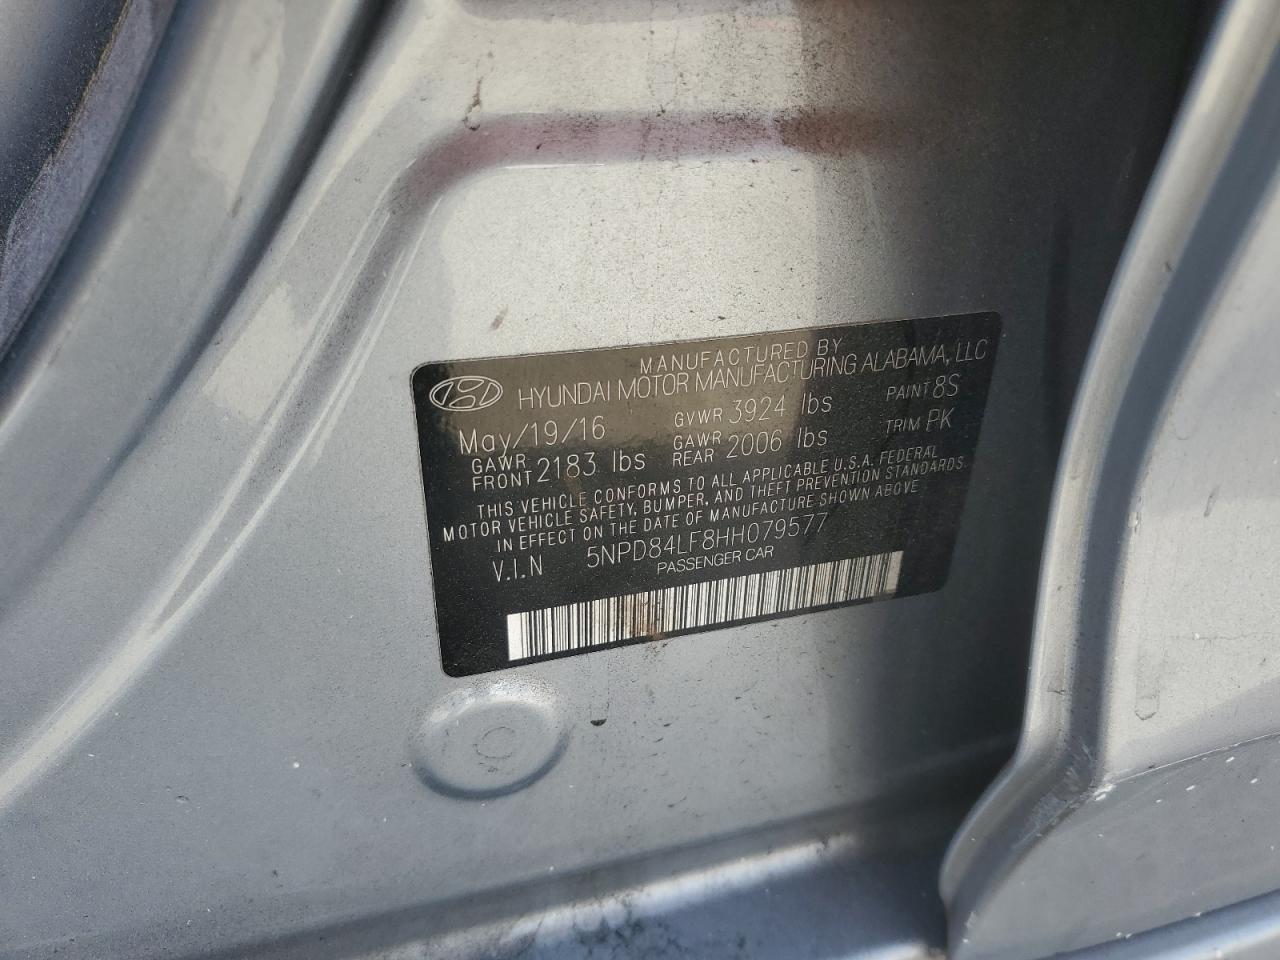 MANUFACTURED BY
HYUNDAI MOTOR MANUFACTURING ALABAMA, LLC
May/19/16 GVWR 3924 lbs PAINT 8S
GAWR FRONT 2183 lbs GAWR REAR 2006 lbs TRIM PK
THIS VEHICLE CONFORMS TO ALL APPLICABLE U.S.A. FEDERAL
MOTOR VEHICLE SAFETY, BUMPER, AND THEFT PREVENTION STANDARDS
IN EFFECT ON THE DATE OF MANUFACTURE SHOWN ABOVE
V.I.N 5NPD84LF8HH079577
PASSENGER CAR